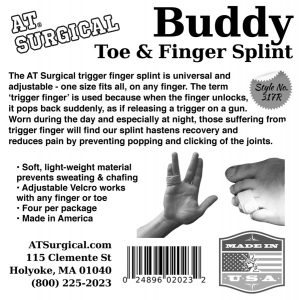 AT SURGICAL
Buddy
Toe & Finger Splint
The AT Surgical trigger finger splint is universal and
adjustable - one size fits all, on any finger. The term
‘trigger finger’ is used because when the finger unlocks,
it pops back suddenly, as if releasing a trigger on a gun.
Worn during the day and especially at night, those suffering from
trigger finger will find our splint hastens recovery and
reduces pain by preventing popping and clicking of the joints.
Style No.
517R
• Soft, light-weight material
prevents sweating & chafing
• Adjustable Velcro works
with any finger or toe
• Four per package
• Made in America
ATSurgical.com
115 Clemente St
Holyoke, MA 01040
(800) 225-2023
0 24896 02023 2
MADE IN
U.S.A.